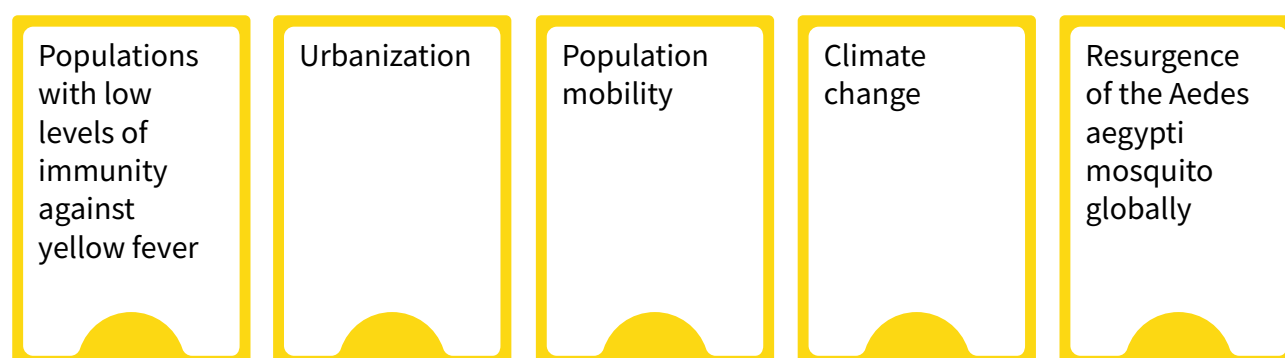 Populations
with low
levels of
immunity
against
yellow fever
Urbanization
Population
mobility
Climate
change
Resurgence
of the Aedes
aegypti
mosquito
globally